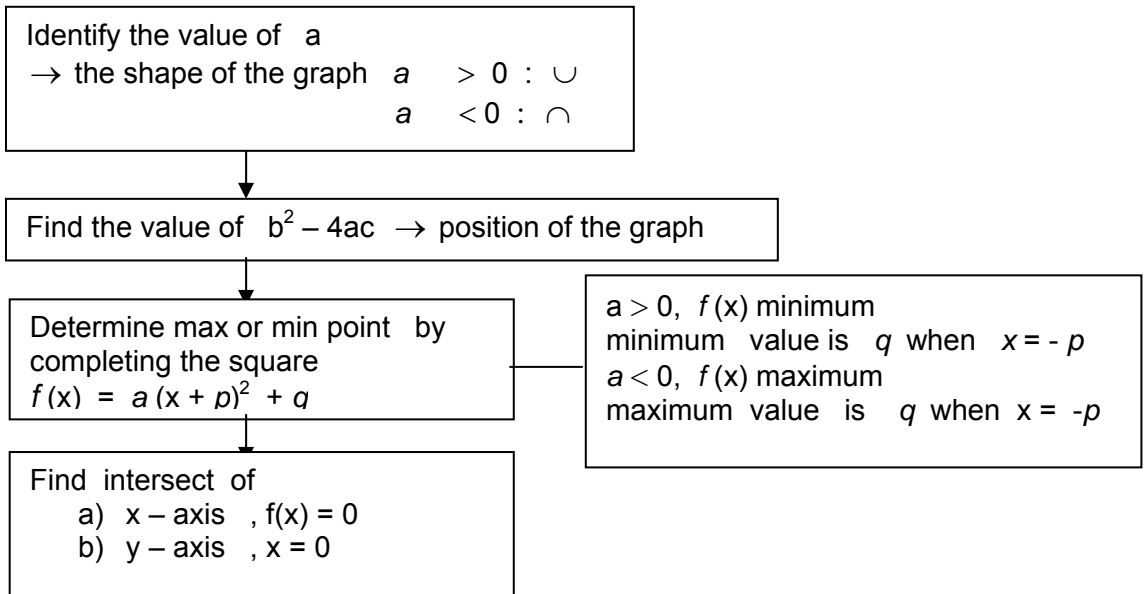 Identify the value of a
→ the shape of the graph a > 0 : ∪
a < 0 : ∩
Find the value of b² – 4ac → position of the graph
Determine max or min point by
completing the square
f (x) = a (x + p)² + q
a > 0, f (x) minimum
minimum value is q when x = - p
a < 0, f (x) maximum
maximum value is q when x = -p
Find intersect of
a) x – axis , f(x) = 0
b) y – axis , x = 0